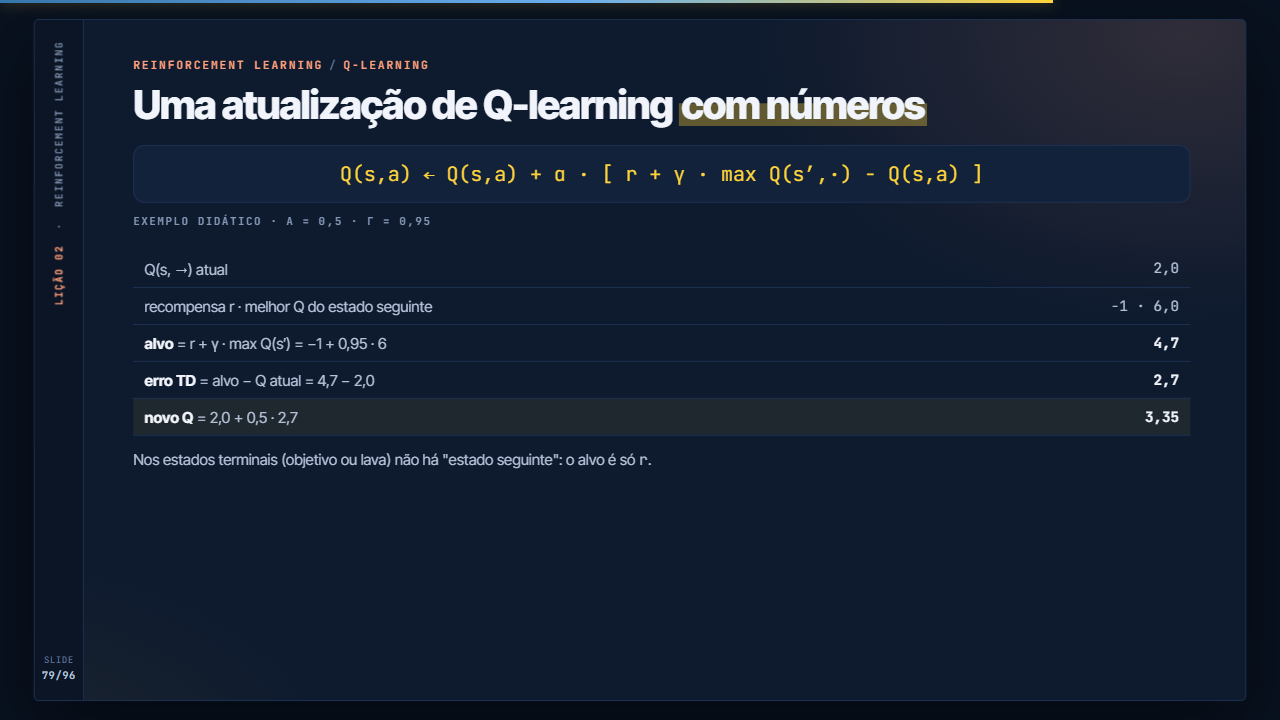 REINFORCEMENT LEARNING / Q-LEARNING
Uma atualização de Q-learning com números
Q(s,a) ← Q(s,a) + α · [ r + γ · max Q(s’,·) - Q(s,a) ]
EXEMPLO DIDÁTICO · Α = 0,5 · Γ = 0,95
Q(s, →) atual 2,0
recompensa r · melhor Q do estado seguinte -1 · 6,0
alvo = r + γ · max Q(s’) = −1 + 0,95 · 6 4,7
erro TD = alvo − Q atual = 4,7 − 2,0 2,7
novo Q = 2,0 + 0,5 · 2,7 3,35
Nos estados terminais (objetivo ou lava) não há "estado seguinte": o alvo é só r.
LIÇÃO 02 · REINFORCEMENT LEARNING
SLIDE
79/96